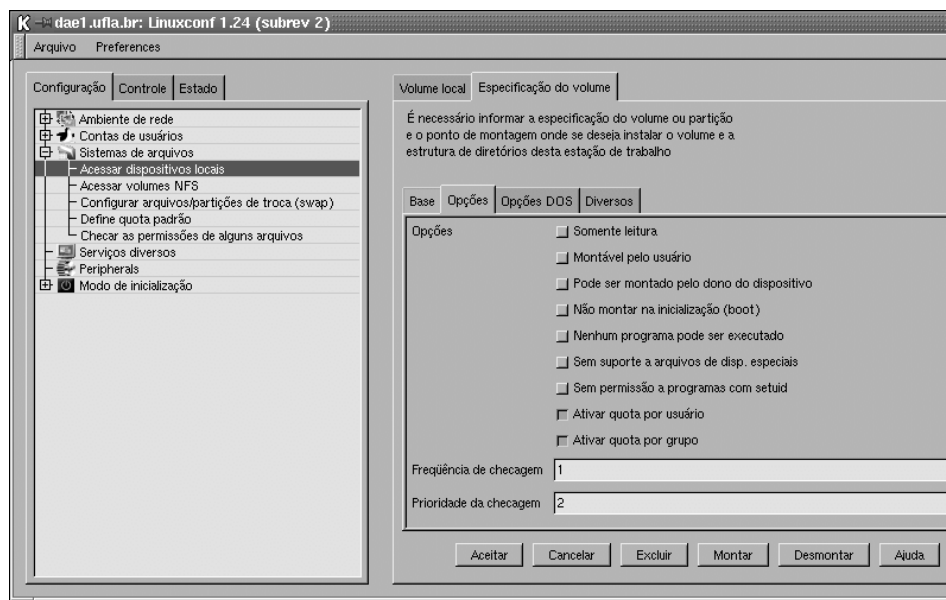 dae1.ufla.br: Linuxconf 1.24 (subrev 2)
Arquivo Preferences
Configuração Controle Estado
Ambiente de rede
Contas de usuários
Sistemas de arquivos
Acessar dispositivos locais
Acessar volumes NFS
Configurar arquivos/partições de troca (swap)
Define quota padrão
Checar as permissões de alguns arquivos
Serviços diversos
Peripherals
Modo de inicialização
Volume local Especificação do volume
É necessário informar a especificação do volume ou partição
e o ponto de montagem onde se deseja instalar o volume e a
estrutura de diretórios desta estação de trabalho
Base Opções Opções DOS Diversos
Opções
Somente leitura
Montável pelo usuário
Pode ser montado pelo dono do dispositivo
Não montar na inicialização (boot)
Nenhum programa pode ser executado
Sem suporte a arquivos de disp. especiais
Sem permissão a programas com setuid
Ativar quota por usuário
Ativar quota por grupo
Freqüência de checagem 1
Prioridade da checagem 2
Aceitar Cancelar Excluir Montar Desmontar Ajuda